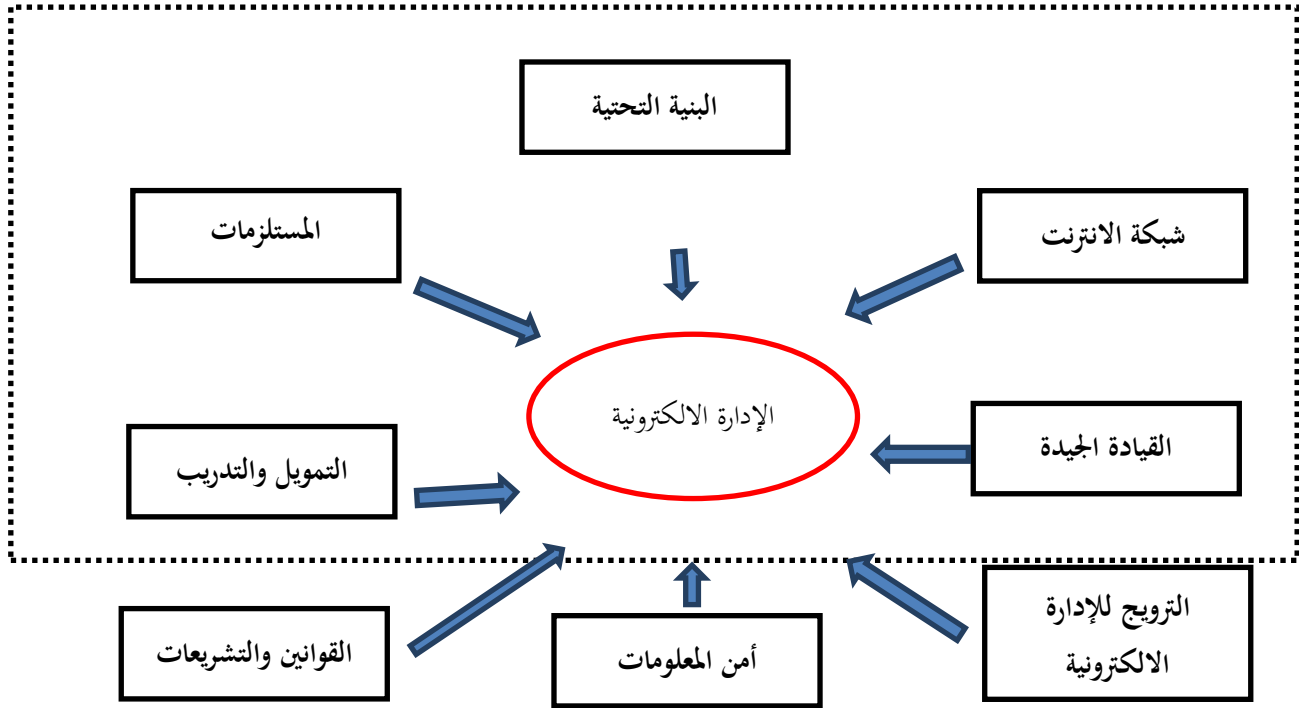 البنية التحتية
شبكة الانترنت
المستلزمات
الإدارة الالكترونية
القيادة الجيدة
التمويل والتدريب
الترويج للإدارة
الالكترونية
أمن المعلومات
القوانين والتشريعات